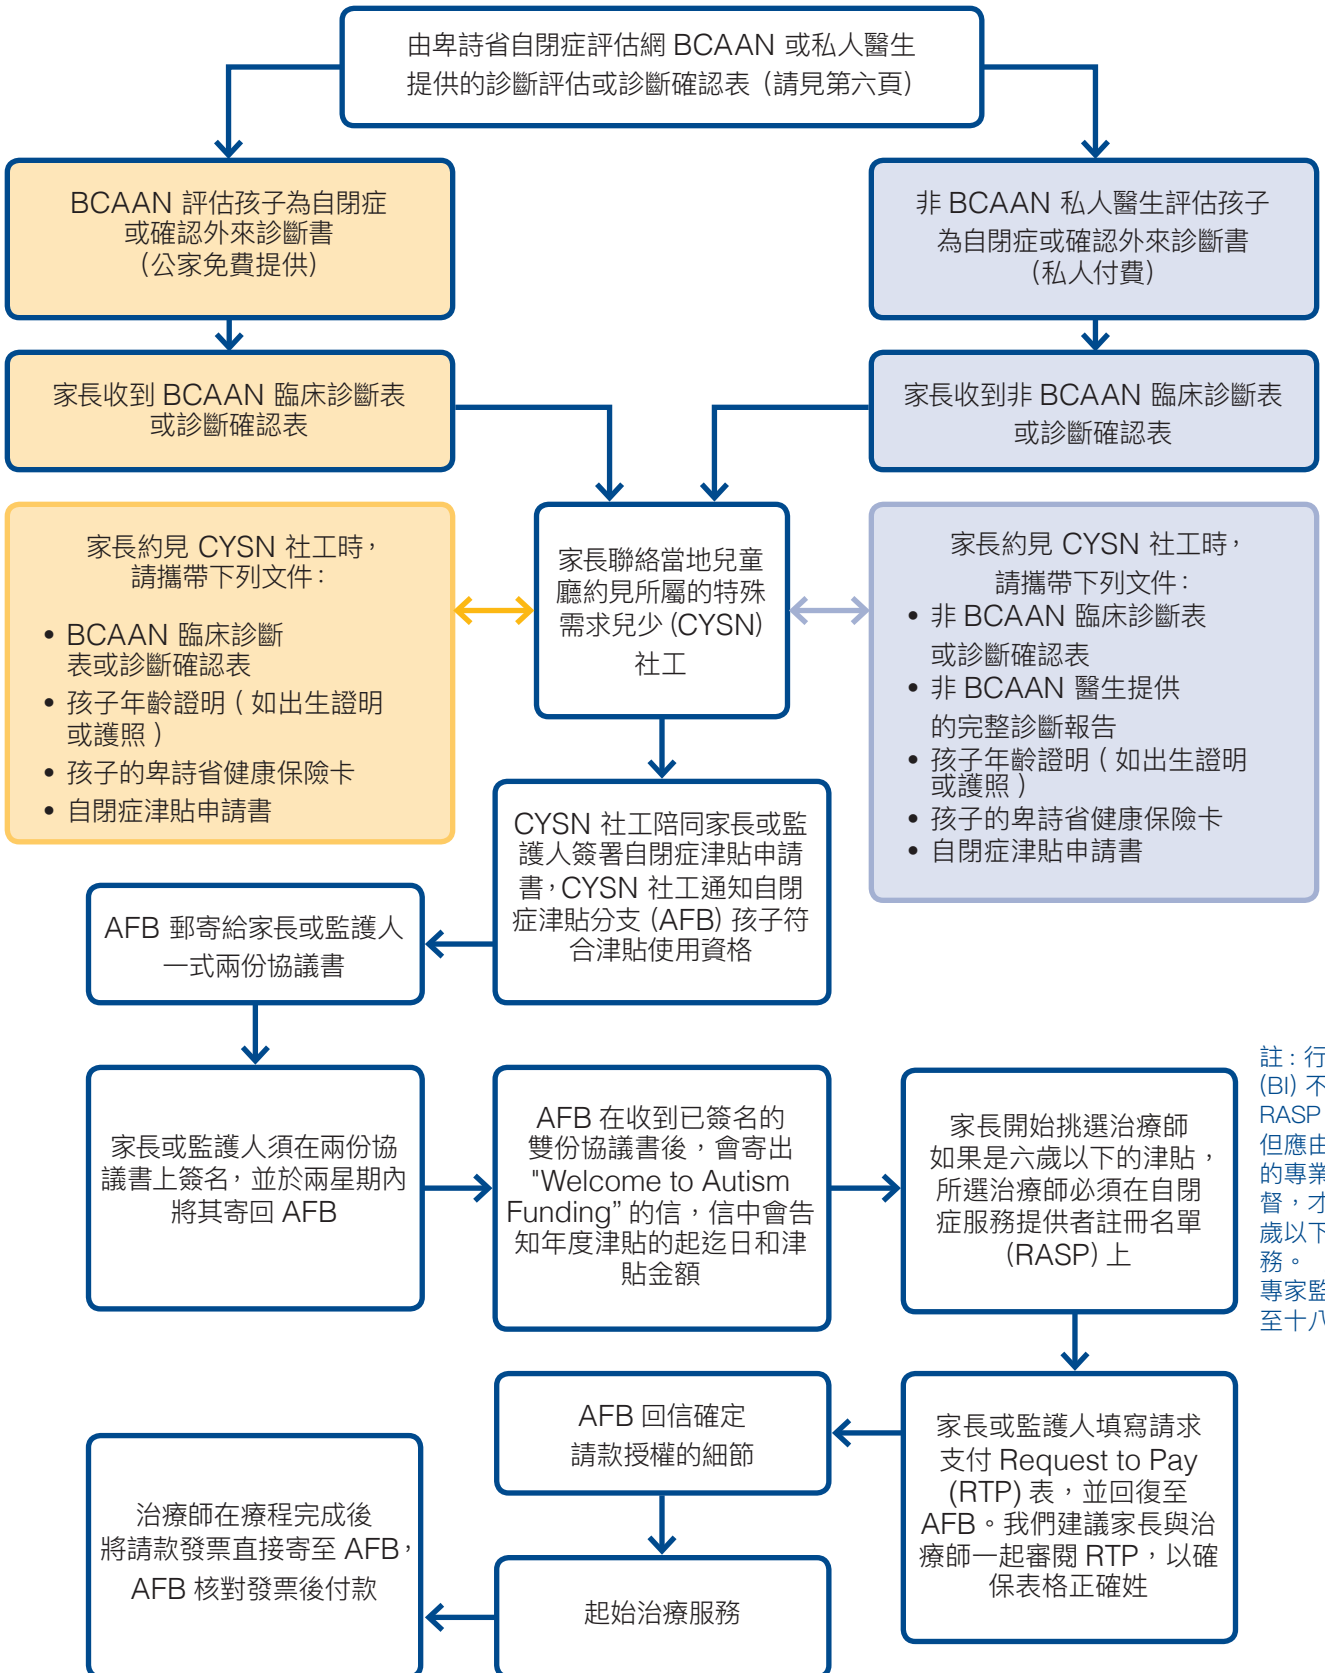 由卑詩省自閉症評估網 BCAAN 或私人醫生
提供的診斷評估或診斷確認表（請見第六頁）
BCAAN 評估孩子為自閉症
或確認外來診斷書
（公家免費提供）
非 BCAAN 私人醫生評估孩子
為自閉症或確認外來診斷書
（私人付費）
家長收到 BCAAN 臨床診斷表
或診斷確認表
家長收到非 BCAAN 臨床診斷表
或診斷確認表
家長約見 CYSN 社工時，
請攜帶下列文件：
• BCAAN 臨床診斷
表或診斷確認表
• 孩子年齡證明（如出生證明
或護照）
• 孩子的卑詩省健康保險卡
• 自閉症津貼申請書
家長聯絡當地兒童
廳約見所屬的特殊
需求兒少 (CYSN)
社工
家長約見 CYSN 社工時，
請攜帶下列文件：
• 非 BCAAN 臨床診斷表
或診斷確認表
• 非 BCAAN 醫生提供
的完整診斷報告
• 孩子年齡證明（如出生證明
或護照）
• 孩子的卑詩省健康保險卡
• 自閉症津貼申請書
CYSN 社工陪同家長或監
護人簽署自閉症津貼申請
書，CYSN 社工通知自閉
症津貼分支 (AFB) 孩子符
合津貼使用資格
AFB 郵寄給家長或監護人
一式兩份協議書
家長或監護人須在兩份協
議書上簽名，並於兩星期內
將其寄回 AFB
AFB 在收到已簽名的
雙份協議書後，會寄出
"Welcome to Autism
Funding” 的信，信中會告
知年度津貼的起迄日和津
貼金額
家長開始挑選治療師
如果是六歲以下的津貼，
所選治療師必須在自閉
症服務提供者註冊名單
(RASP) 上
註：行
(BI) 不
RASP
但應由
的專業
督，才
歲以下
務。
專家監
至十八
家長或監護人填寫請求
支付 Request to Pay
(RTP) 表，並回復至
AFB。我們建議家長與治
療師一起審閱 RTP，以確
保表格正確姓
AFB 回信確定
請款授權的細節
起始治療服務
治療師在療程完成後
將請款發票直接寄至 AFB，
AFB 核對發票後付款